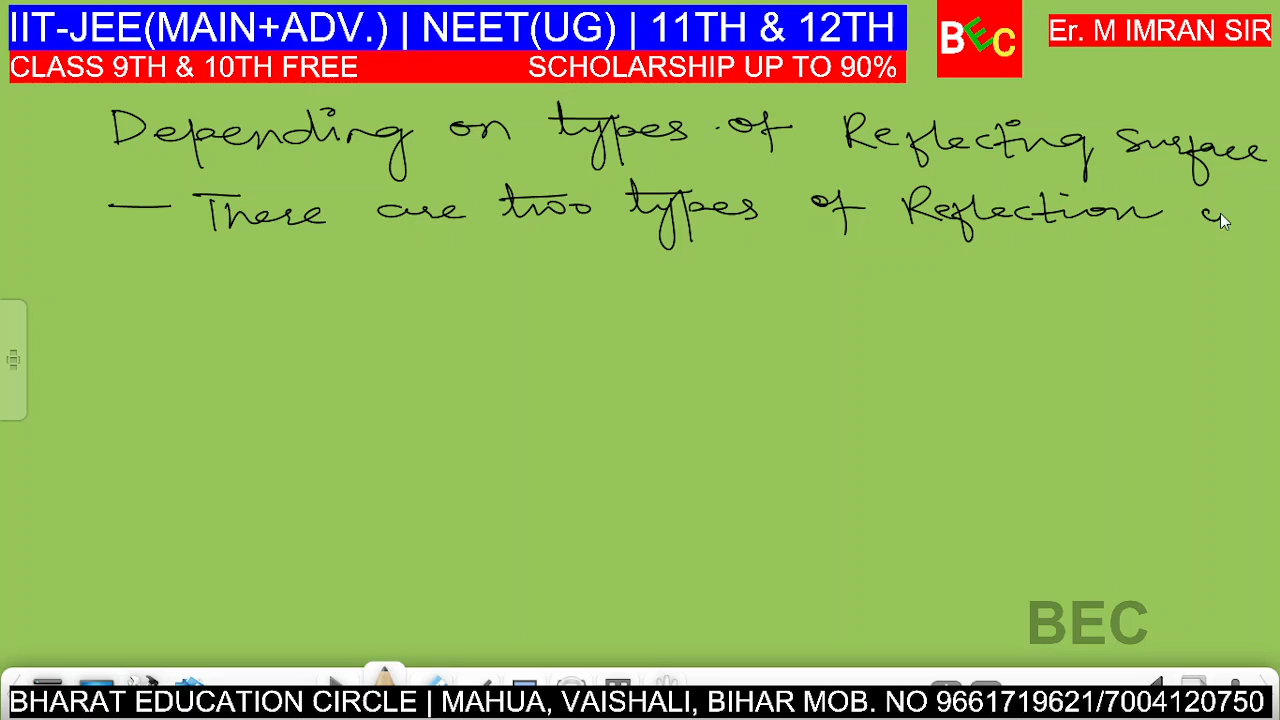 IIT-JEE(MAIN+ADV.) | NEET(UG) | 11TH & 12TH
CLASS 9TH & 10TH FREE SCHOLARSHIP UP TO 90%
BEC
Er. M IMRAN SIR
Depending on types of Reflecting Surface
— There are two types of Reflection
BEC
BHARAT EDUCATION CIRCLE | MAHUA, VAISHALI, BIHAR MOB. NO 9661719621/7004120750